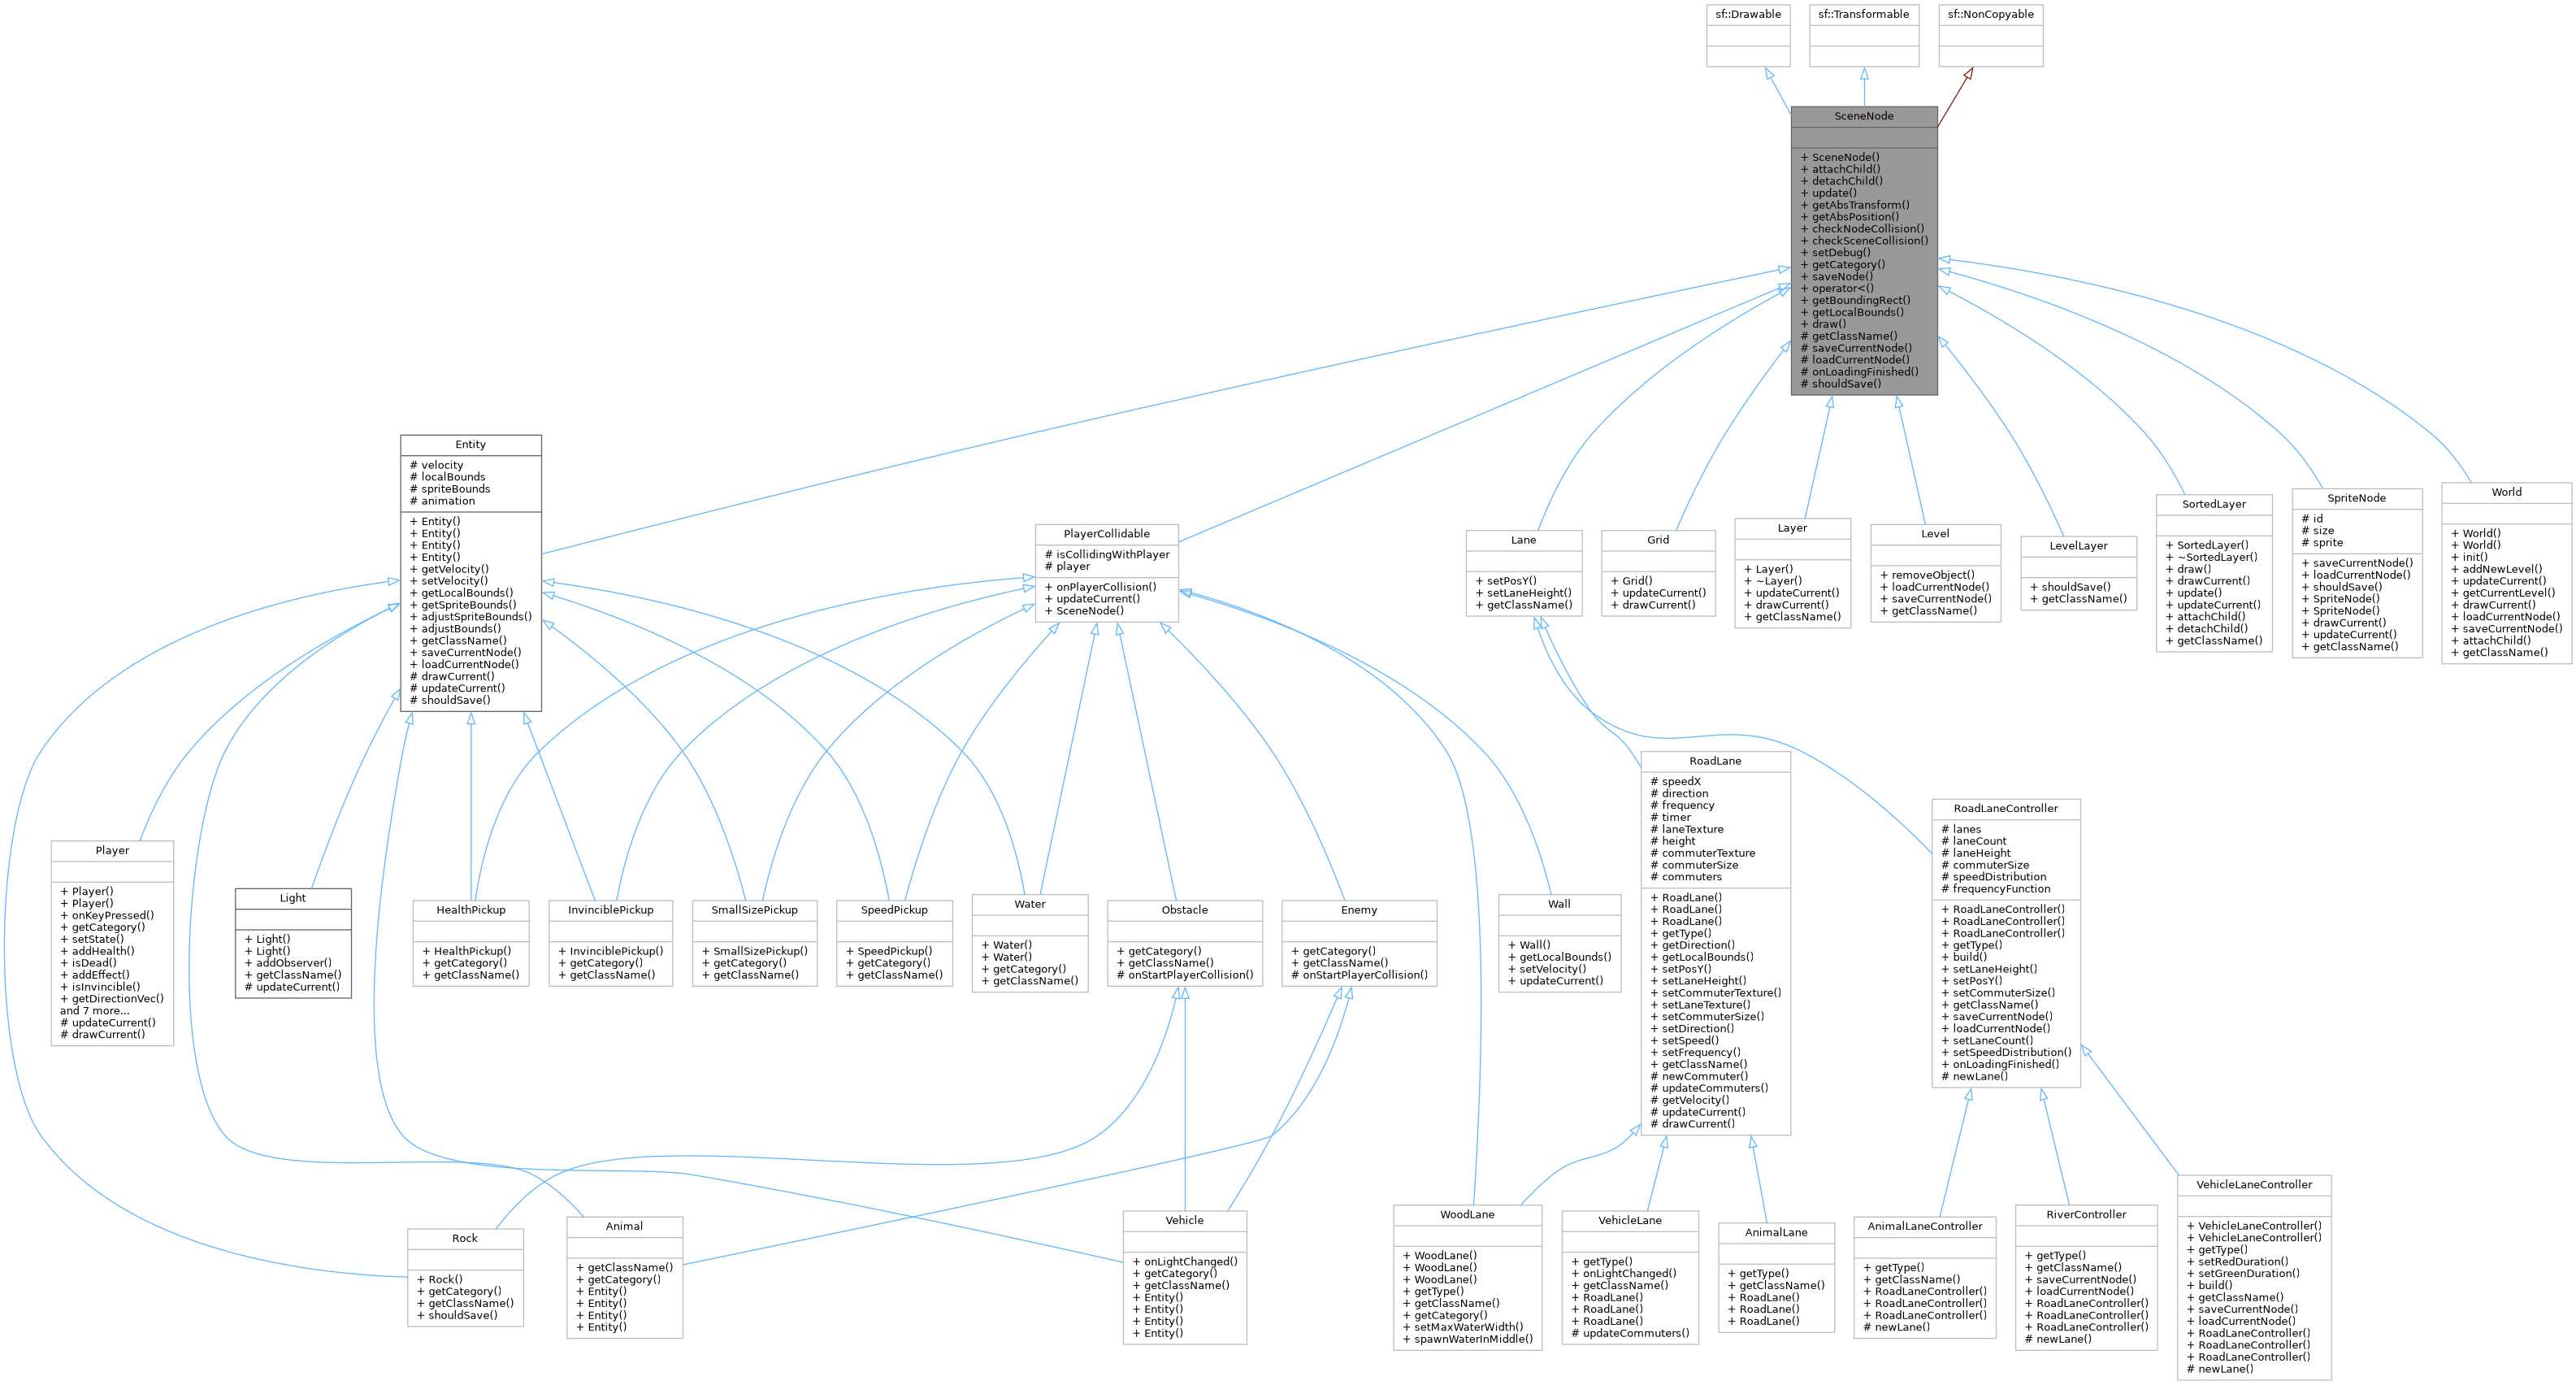 sf::Drawable
sf::Transformable
sf::NonCopyable
SceneNode
+ SceneNode()
+ attachChild()
+ detachChild()
+ update()
+ getAbsTransform()
+ getAbsPosition()
+ checkNodeCollision()
+ checkSceneCollision()
+ setDebug()
+ getCategory()
+ saveNode()
+ operator<()
+ getBoundingRect()
+ getLocalBounds()
+ draw()
# getClassName()
# saveCurrentNode()
# loadCurrentNode()
# onLoadingFinished()
# shouldSave()
Entity
# velocity
# localBounds
# spriteBounds
# animation
+ Entity()
+ Entity()
+ Entity()
+ Entity()
+ getVelocity()
+ setVelocity()
+ getLocalBounds()
+ getSpriteBounds()
+ adjustSpriteBounds()
+ adjustBounds()
+ getClassName()
+ saveCurrentNode()
+ loadCurrentNode()
# drawCurrent()
# updateCurrent()
# shouldSave()
PlayerCollidable
# isCollidingWithPlayer
# player
+ onPlayerCollision()
+ updateCurrent()
+ SceneNode()
Lane
+ setPosY()
+ setLaneHeight()
+ getClassName()
Grid
+ Grid()
+ updateCurrent()
+ drawCurrent()
Layer
+ Layer()
+ ~Layer()
+ updateCurrent()
+ drawCurrent()
+ getClassName()
Level
+ removeObject()
+ loadCurrentNode()
+ saveCurrentNode()
+ getClassName()
LevelLayer
+ shouldSave()
+ getClassName()
SortedLayer
+ SortedLayer()
+ ~SortedLayer()
+ draw()
+ drawCurrent()
+ update()
+ updateCurrent()
+ attachChild()
+ detachChild()
+ getClassName()
SpriteNode
# id
# size
# sprite
+ saveCurrentNode()
+ loadCurrentNode()
+ shouldSave()
+ SpriteNode()
+ SpriteNode()
+ drawCurrent()
+ updateCurrent()
+ getClassName()
World
+ World()
+ World()
+ init()
+ addNewLevel()
+ updateCurrent()
+ getCurrentLevel()
+ drawCurrent()
+ loadCurrentNode()
+ saveCurrentNode()
+ attachChild()
+ getClassName()
Player
+ Player()
+ Player()
+ onKeyPressed()
+ getCategory()
+ setState()
+ addHealth()
+ isDead()
+ addEffect()
+ isInvincible()
+ getDirectionVec()
and 7 more...
# updateCurrent()
# drawCurrent()
Light
+ Light()
+ Light()
+ addObserver()
+ getClassName()
# updateCurrent()
HealthPickup
+ HealthPickup()
+ getCategory()
+ getClassName()
InvinciblePickup
+ InvinciblePickup()
+ getCategory()
+ getClassName()
SmallSizePickup
+ SmallSizePickup()
+ getCategory()
+ getClassName()
SpeedPickup
+ SpeedPickup()
+ getCategory()
+ getClassName()
Water
+ Water()
+ Water()
+ getCategory()
+ getClassName()
Obstacle
+ getCategory()
+ getClassName()
# onStartPlayerCollision()
Enemy
+ getCategory()
+ getClassName()
# onStartPlayerCollision()
Wall
+ Wall()
+ getLocalBounds()
+ setVelocity()
+ updateCurrent()
RoadLane
# speedX
# direction
# frequency
# timer
# laneTexture
# height
# commuterTexture
# commuterSize
# commuters
+ RoadLane()
+ RoadLane()
+ RoadLane()
+ getType()
+ getDirection()
+ getLocalBounds()
+ setPosY()
+ setLaneHeight()
+ setCommuterTexture()
+ setLaneTexture()
+ setCommuterSize()
+ setDirection()
+ setSpeed()
+ setFrequency()
+ getClassName()
# newCommuter()
# updateCommuters()
# getVelocity()
# updateCurrent()
# drawCurrent()
RoadLaneController
# lanes
# laneCount
# laneHeight
# commuterSize
# speedDistribution
# frequencyFunction
+ RoadLaneController()
+ RoadLaneController()
+ RoadLaneController()
+ getType()
+ build()
+ setLaneHeight()
+ setPosY()
+ setCommuterSize()
+ getClassName()
+ saveCurrentNode()
+ loadCurrentNode()
+ setLaneCount()
+ setSpeedDistribution()
+ onLoadingFinished()
# newLane()
Rock
+ Rock()
+ getCategory()
+ getClassName()
+ shouldSave()
Animal
+ getClassName()
+ getCategory()
+ Entity()
+ Entity()
+ Entity()
+ Entity()
Vehicle
+ onLightChanged()
+ getCategory()
+ getClassName()
+ Entity()
+ Entity()
+ Entity()
+ Entity()
WoodLane
+ WoodLane()
+ WoodLane()
+ WoodLane()
+ getType()
+ getClassName()
+ getCategory()
+ setMaxWaterWidth()
+ spawnWaterInMiddle()
VehicleLane
+ getType()
+ onLightChanged()
+ getClassName()
+ RoadLane()
+ RoadLane()
+ RoadLane()
# updateCommuters()
AnimalLane
+ getType()
+ getClassName()
+ RoadLane()
+ RoadLane()
+ RoadLane()
AnimalLaneController
+ getType()
+ getClassName()
+ RoadLaneController()
+ RoadLaneController()
+ RoadLaneController()
# newLane()
RiverController
+ getType()
+ getClassName()
+ saveCurrentNode()
+ loadCurrentNode()
+ RoadLaneController()
+ RoadLaneController()
+ RoadLaneController()
# newLane()
VehicleLaneController
+ VehicleLaneController()
+ VehicleLaneController()
+ getType()
+ setRedDuration()
+ setGreenDuration()
+ build()
+ getClassName()
+ saveCurrentNode()
+ loadCurrentNode()
+ RoadLaneController()
+ RoadLaneController()
+ RoadLaneController()
# newLane()